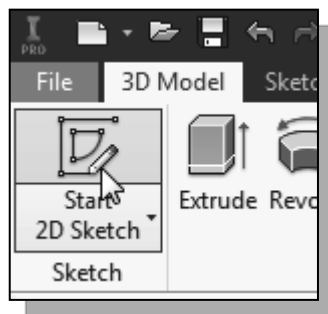 I
PRO
File 3D Model Sketc
Start
2D Sketch
Extrude Revo
Sketch